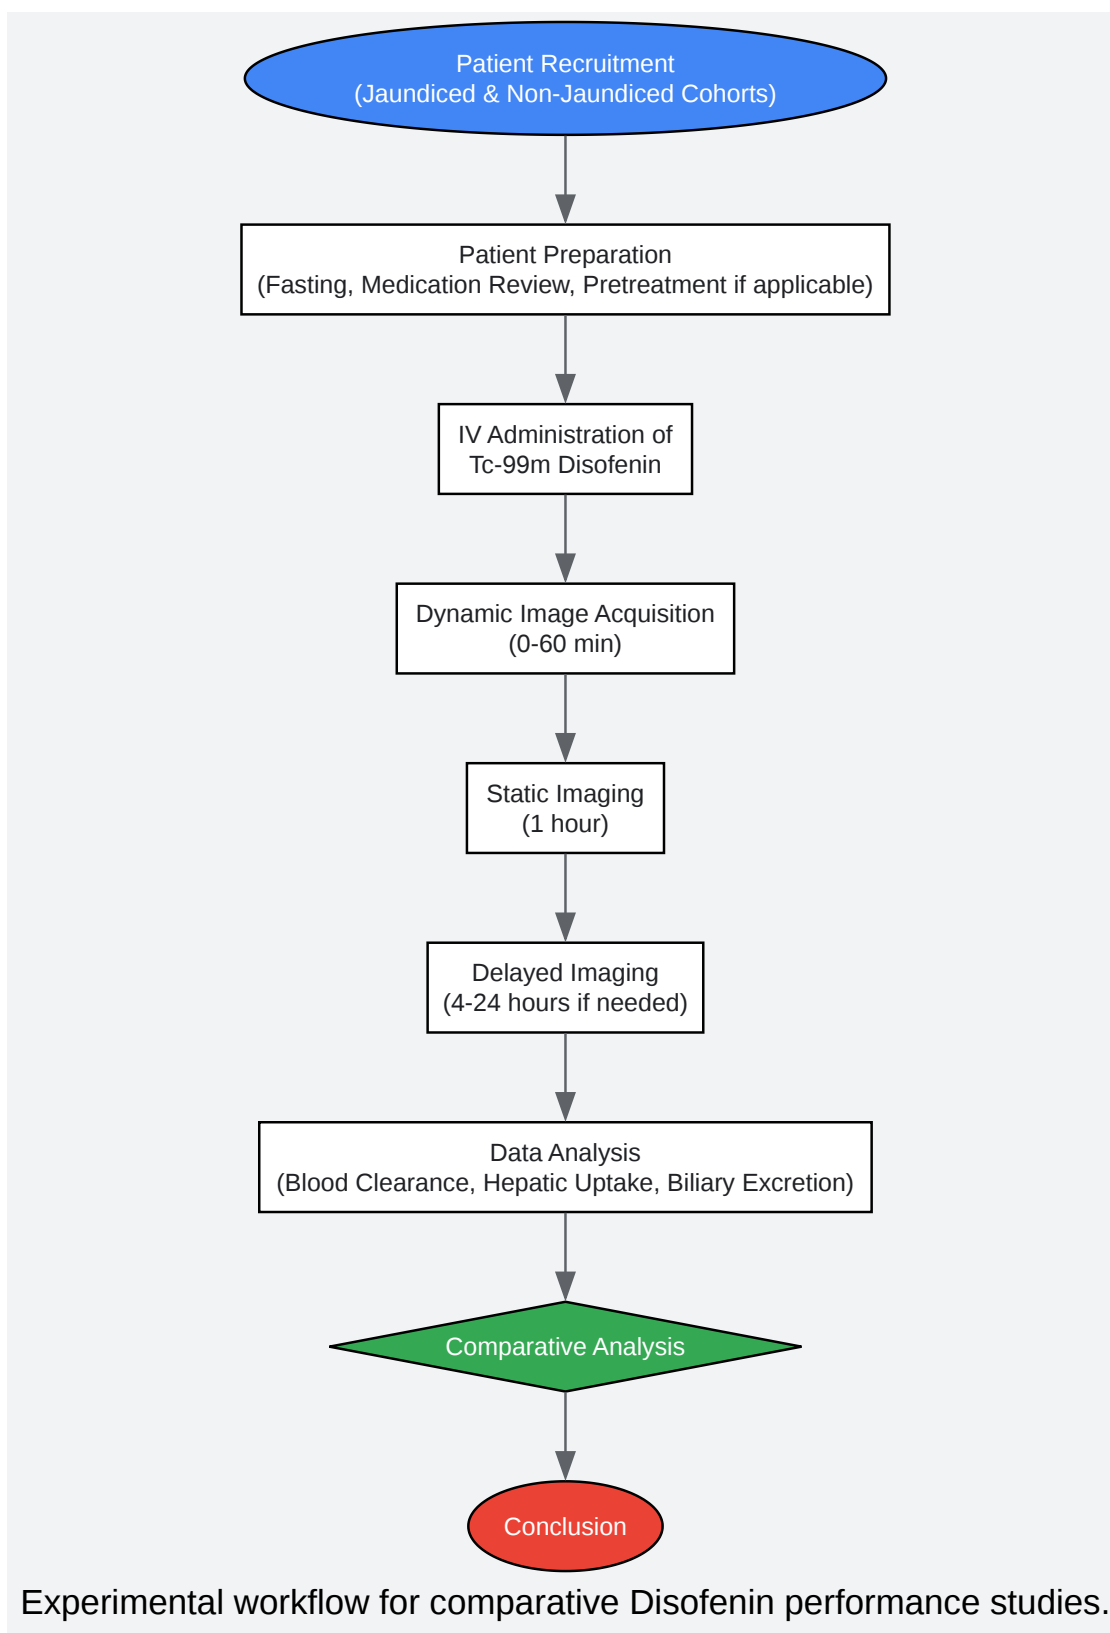 Patient Recruitment
(Jaundiced & Non-Jaundiced Cohorts)
Patient Preparation
(Fasting, Medication Review, Pretreatment if applicable)
IV Administration of
Tc-99m Disofenin
Dynamic Image Acquisition
(0-60 min)
Static Imaging
(1 hour)
Delayed Imaging
(4-24 hours if needed)
Data Analysis
(Blood Clearance, Hepatic Uptake, Biliary Excretion)
Comparative Analysis
Conclusion
Experimental workflow for comparative Disofenin performance studies.